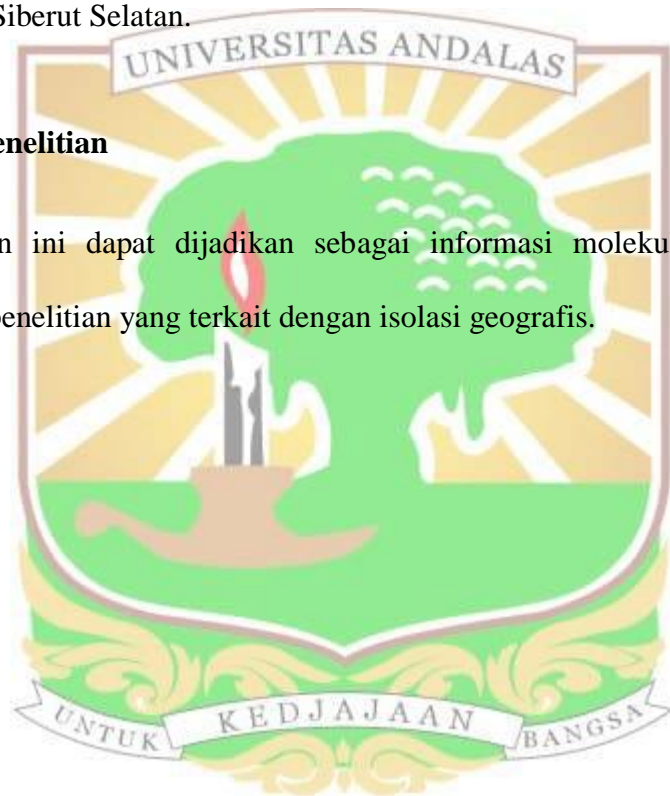 Siberut Selatan.
UNIVERSITAS ANDALAS
enelitian
n ini dapat dijadikan sebagai informasi moleku
penelitian yang terkait dengan isolasi geografis.
UNTUK KEDJAJAAN BANGSA